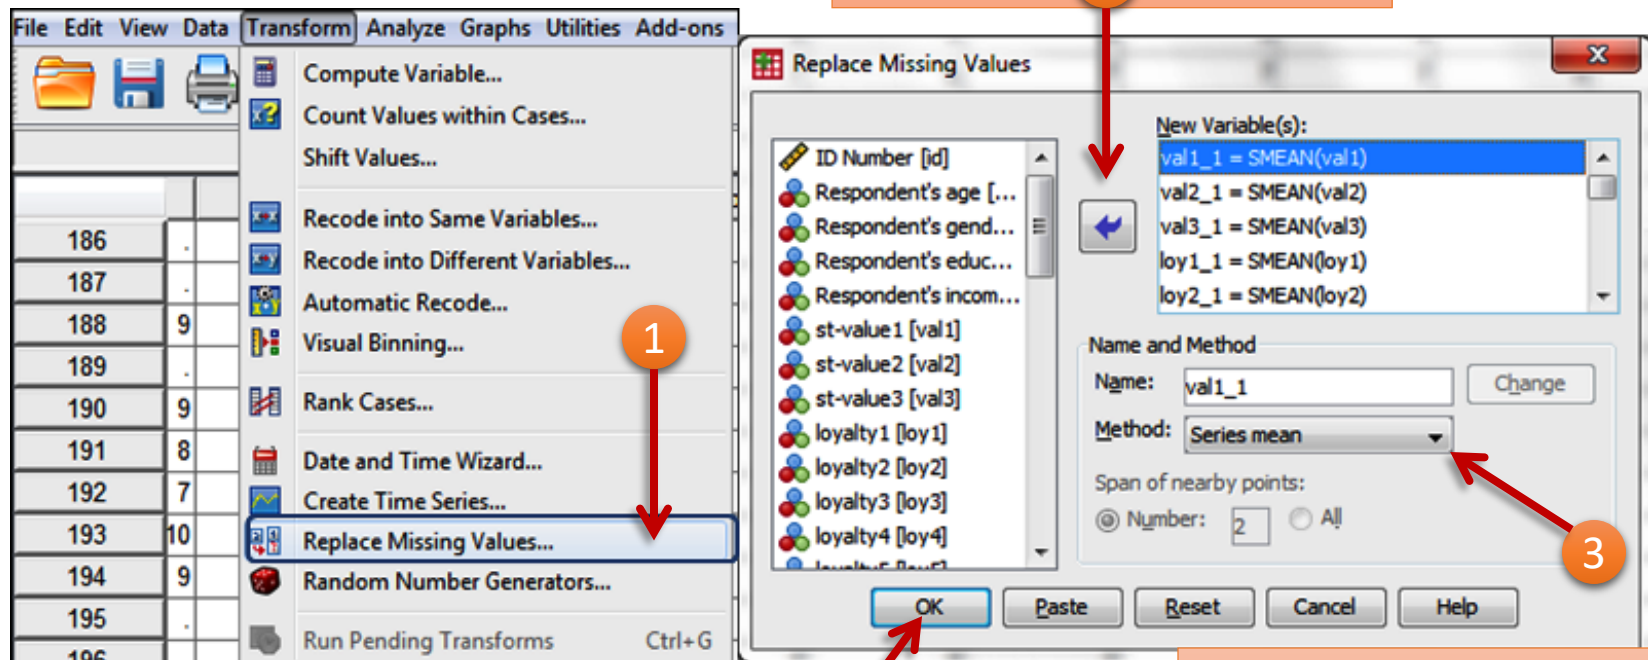 File Edit View Data Transform Analyze Graphs Utilities Add-ons
Compute Variable...
Count Values within Cases...
Shift Values...
Recode into Same Variables...
Recode into Different Variables...
Automatic Recode...
Visual Binning...
Rank Cases...
Date and Time Wizard...
Create Time Series...
Replace Missing Values...
Random Number Generators...
Run Pending Transforms Ctrl+G
1
186 .
187 .
188 9
189 .
190 9
191 8
192 7
193 10
194 9
195 .
196
Replace Missing Values
x
ID Number [id]
Respondent's age [...
Respondent's gend...
Respondent's educ...
Respondent's incom...
st-value1 [val1]
st-value2 [val2]
st-value3 [val3]
loyalty1 [loy1]
loyalty2 [loy2]
loyalty3 [loy3]
loyalty4 [loy4]
New Variable(s):
val1_1 = SMEAN(val1)
val2_1 = SMEAN(val2)
val3_1 = SMEAN(val3)
loy1_1 = SMEAN(loy1)
loy2_1 = SMEAN(loy2)
Name and Method
Name: val1_1 Change
Method: Series mean
Span of nearby points:
Number: 2 All
3
OK Paste Reset Cancel Help